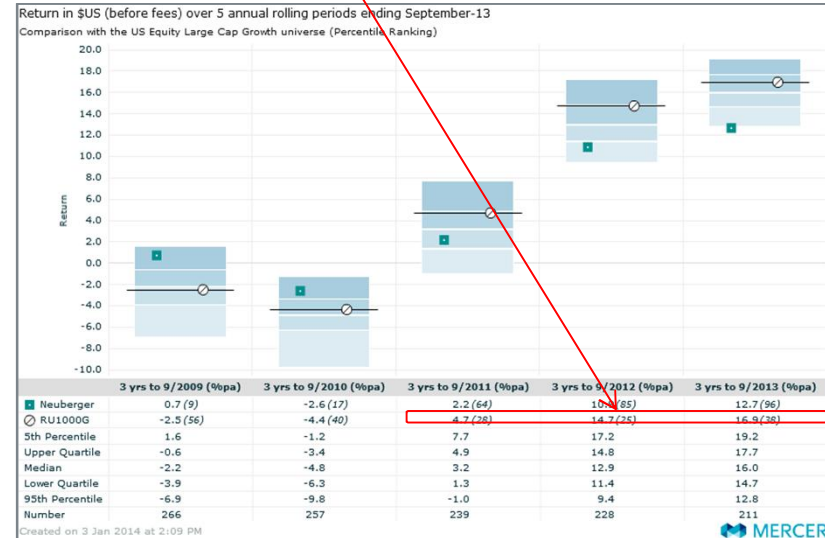 Return in $US (before fees) over 5 annual rolling periods ending September-13
Comparison with the US Equity Large Cap Growth universe (Percentile Ranking)
20.0
18.0
16.0
14.0
12.0
10.0
8.0
6.0
4.0
2.0
0.0
-2.0
-4.0
-6.0
-8.0
-10.0
Return
3 yrs to 9/2009 (%pa) 3 yrs to 9/2010 (%pa) 3 yrs to 9/2011 (%pa) 3 yrs to 9/2012 (%pa) 3 yrs to 9/2013 (%pa)
Neuberger 0.7 (9) -2.6 (17) 2.2 (64) (85) 12.7 (96)
RU1000G -2.5 (56) -4.4 (40) 4.7 (28) 14.7 (25) 16.9 (38)
5th Percentile 1.6 -1.2 7.7 17.2 19.2
Upper Quartile -0.6 -3.4 4.9 14.8 17.7
Median -2.2 -4.8 3.2 12.9 16.0
Lower Quartile -3.9 -6.3 1.3 11.4 14.7
95th Percentile -6.9 -9.8 -1.0 9.4 12.8
Number 266 257 239 228 211
Created on 3 Jan 2014 at 2:09 PM
MERCER